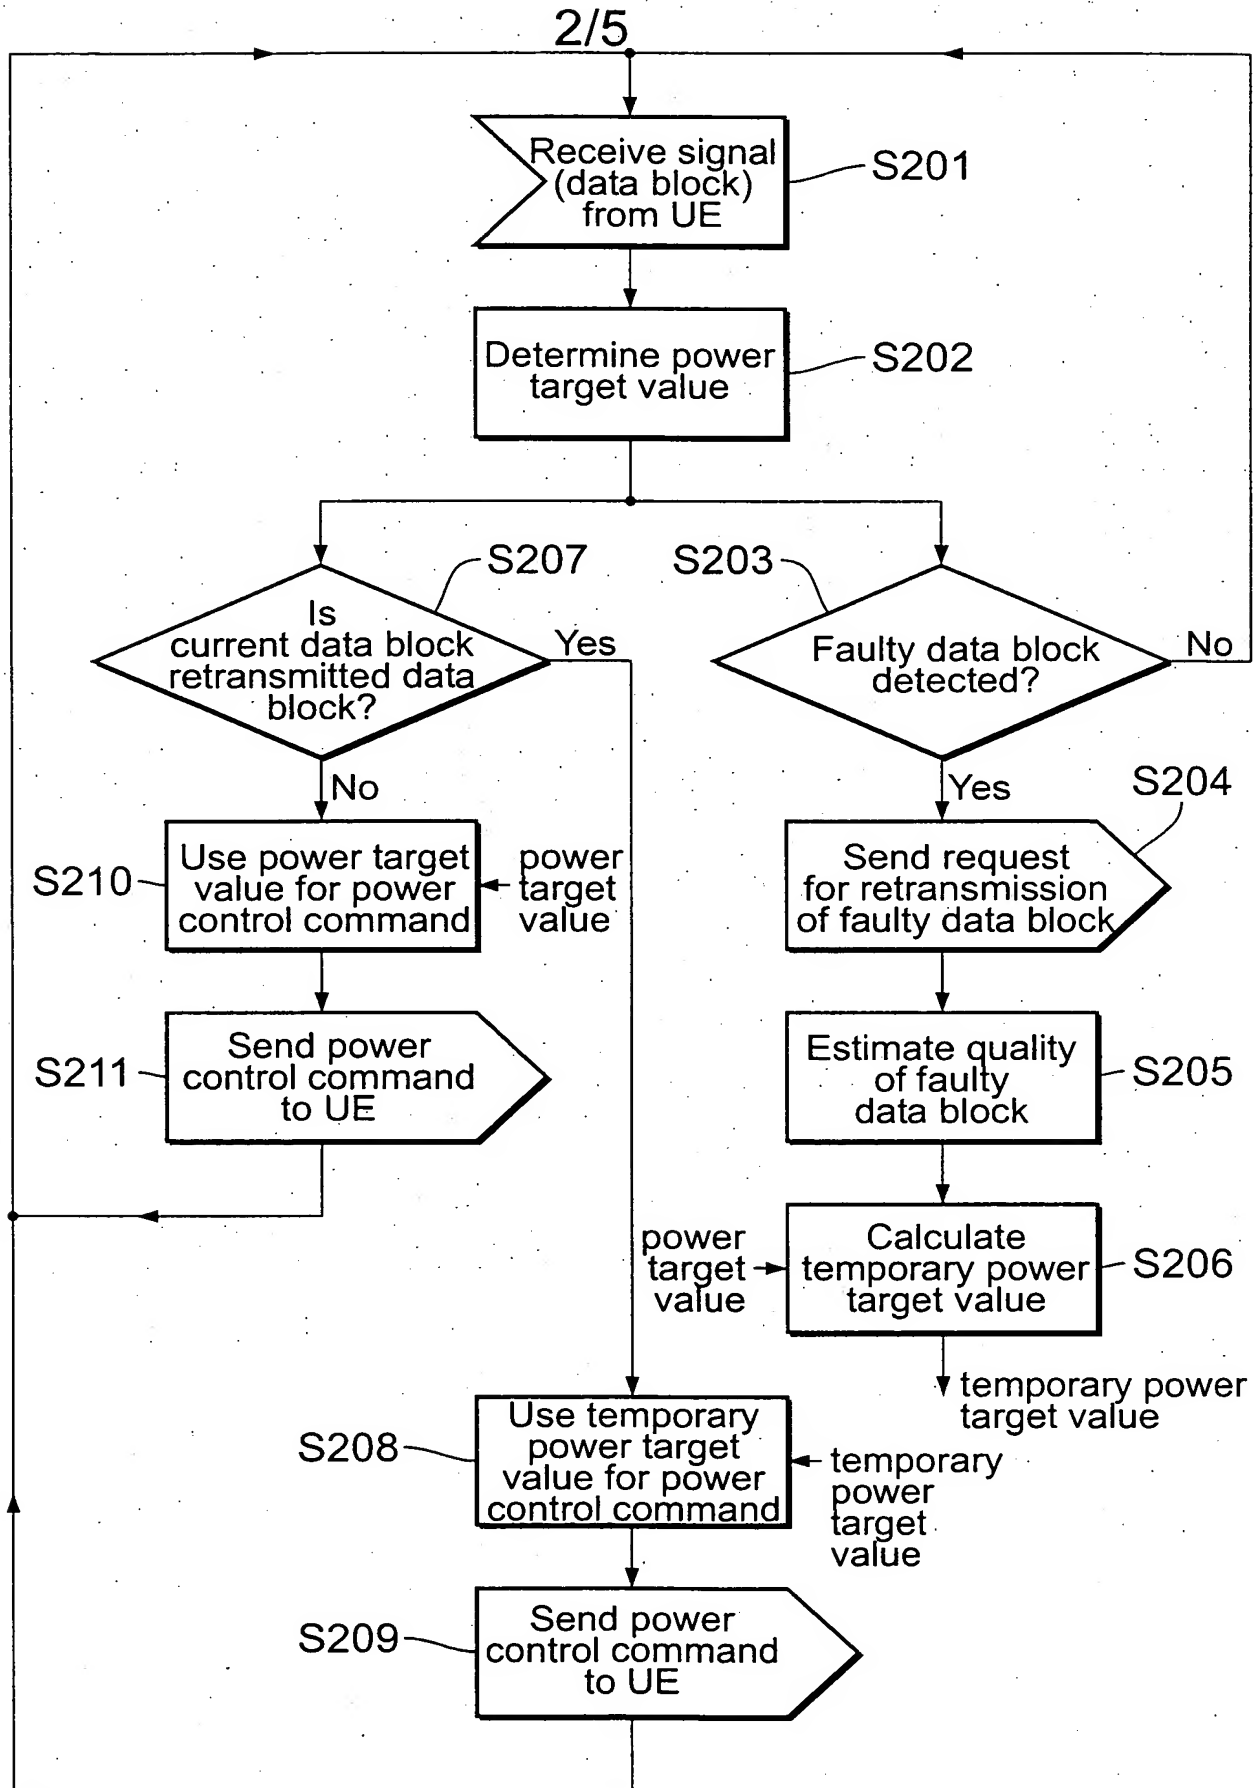 2/5
Receive signal
(data block)
from UE
S201
Determine power
target value
S202
S207
S203
Is
current data block
retransmitted data
block?
Yes
Faulty data block
detected?
No
No
Yes
S204
S210
Use power target
value for power
control command
power
target
value
Send request
for retransmission
of faulty data block
S211
Send power
control command
to UE
Estimate quality
of faulty
data block
S205
power
target
value
Calculate
temporary power
target value
S206
temporary power
target value
S208
Use temporary
power target
value for power
control command
temporary
power
target
value
S209
Send power
control command
to UE